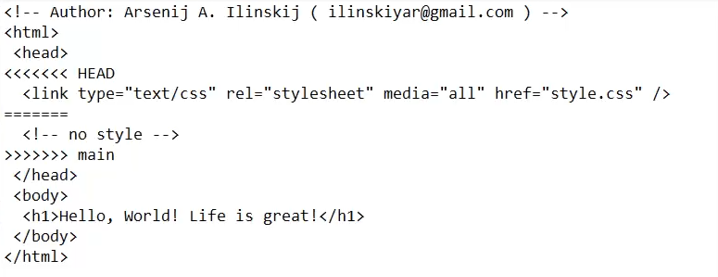 <!-- Author: Arsenij A. Ilinskij ( ilinskiyar@gmail.com ) -->
<html>
 <head>
<<<<<<< HEAD
  <link type="text/css" rel="stylesheet" media="all" href="style.css" />
=======
  <!-- no style -->
>>>>>>> main
 </head>
 <body>
  <h1>Hello, World! Life is great!</h1>
 </body>
</html>